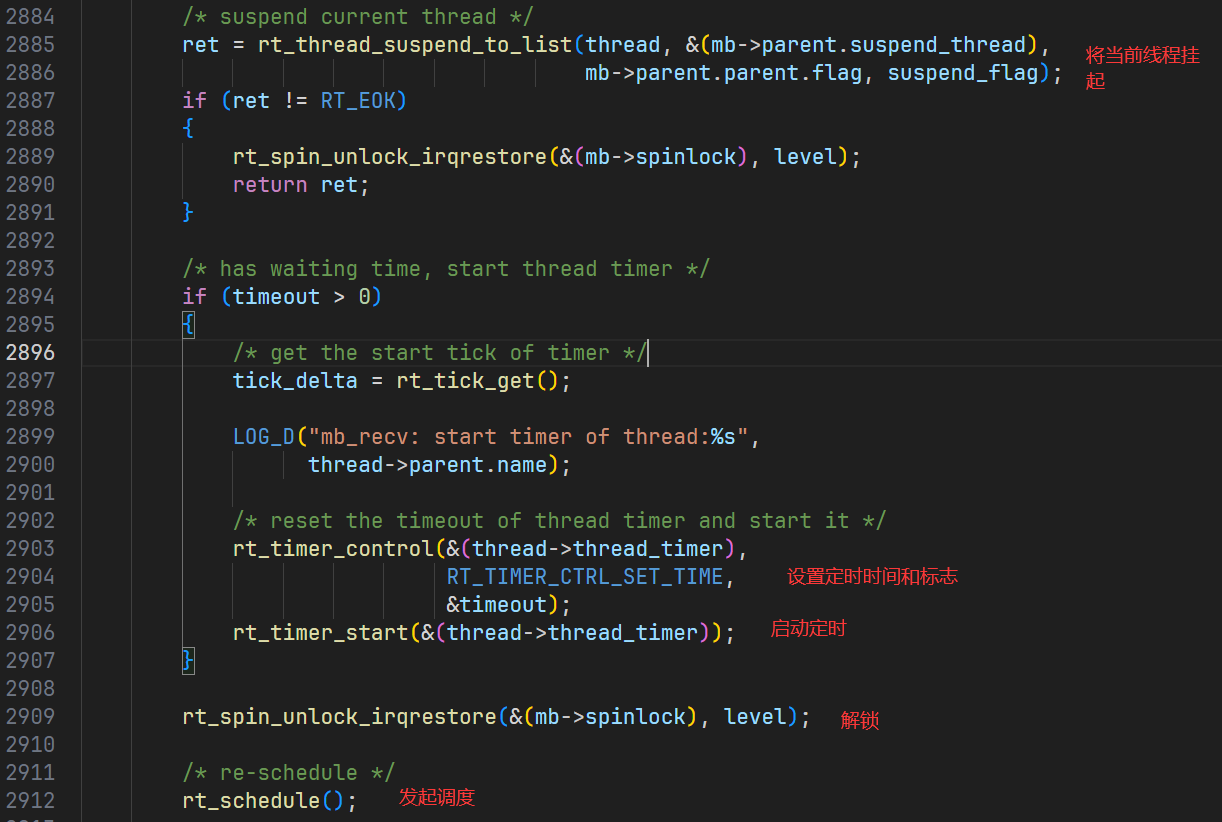 2884 /* suspend current thread */
2885 ret = rt_thread_suspend_to_list(thread, &(mb->parent.suspend_thread), 将当前线程挂
2886 mb->parent.parent.flag, suspend_flag); 起
2887 if (ret != RT_EOK)
2888 {
2889 rt_spin_unlock_irqrestore(&(mb->spinlock), level);
2890 return ret;
2891 }
2892
2893 /* has waiting time, start thread timer */
2894 if (timeout > 0)
2895 {
2896 /* get the start tick of timer */
2897 tick_delta = rt_tick_get();
2898
2899 LOG_D("mb_recv: start timer of thread:%s",
2900 thread->parent.name);
2901
2902 /* reset the timeout of thread timer and start it */
2903 rt_timer_control(&(thread->thread_timer),
2904 RT_TIMER_CTRL_SET_TIME, 设置定时时间和标志
2905 &timeout);
2906 rt_timer_start(&(thread->thread_timer)); 启动定时
2907 }
2908
2909 rt_spin_unlock_irqrestore(&(mb->spinlock), level); 解锁
2910
2911 /* re-schedule */
2912 rt_schedule(); 发起调度